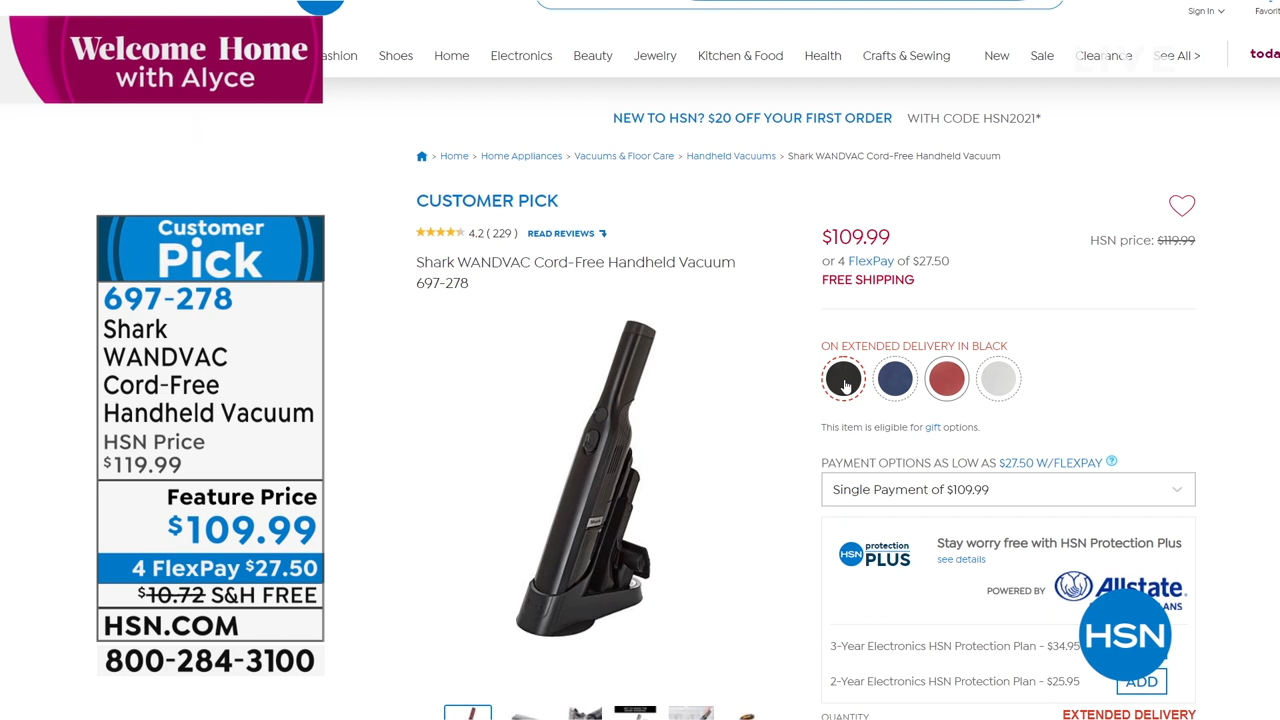 Welcome Home
with Alyce
Sign In
Favorit
ashion Shoes Home Electronics Beauty Jewelry Kitchen & Food Health Crafts & Sewing New Sale Clearance See All >
toda
LIVE
NEW TO HSN? $20 OFF YOUR FIRST ORDER WITH CODE HSN2021*
> Home > Home Appliances > Vacuums & Floor Care > Handheld Vacuums > Shark WANDVAC Cord-Free Handheld Vacuum
Customer
Pick
697-278
Shark
WANDVAC
Cord-Free
Handheld Vacuum
HSN Price
$119.99
Feature Price
$109.99
4 FlexPay $27.50
$10.72 S&H FREE
HSN.COM
800-284-3100
CUSTOMER PICK
4.2 ( 229 ) READ REVIEWS
Shark WANDVAC Cord-Free Handheld Vacuum
697-278
Shark
$109.99
HSN price: $119.99
or 4 FlexPay of $27.50
FREE SHIPPING
ON EXTENDED DELIVERY IN BLACK
This item is eligible for gift options.
PAYMENT OPTIONS AS LOW AS $27.50 W/FLEXPAY ?
Single Payment of $109.99
HSN protection
PLUS
Stay worry free with HSN Protection Plus
see details
POWERED BY Allstate
ANS
3-Year Electronics HSN Protection Plan - $34.95
HSN
2-Year Electronics HSN Protection Plan - $25.95
ADD
QUANTITY
EXTENDED DELIVERY